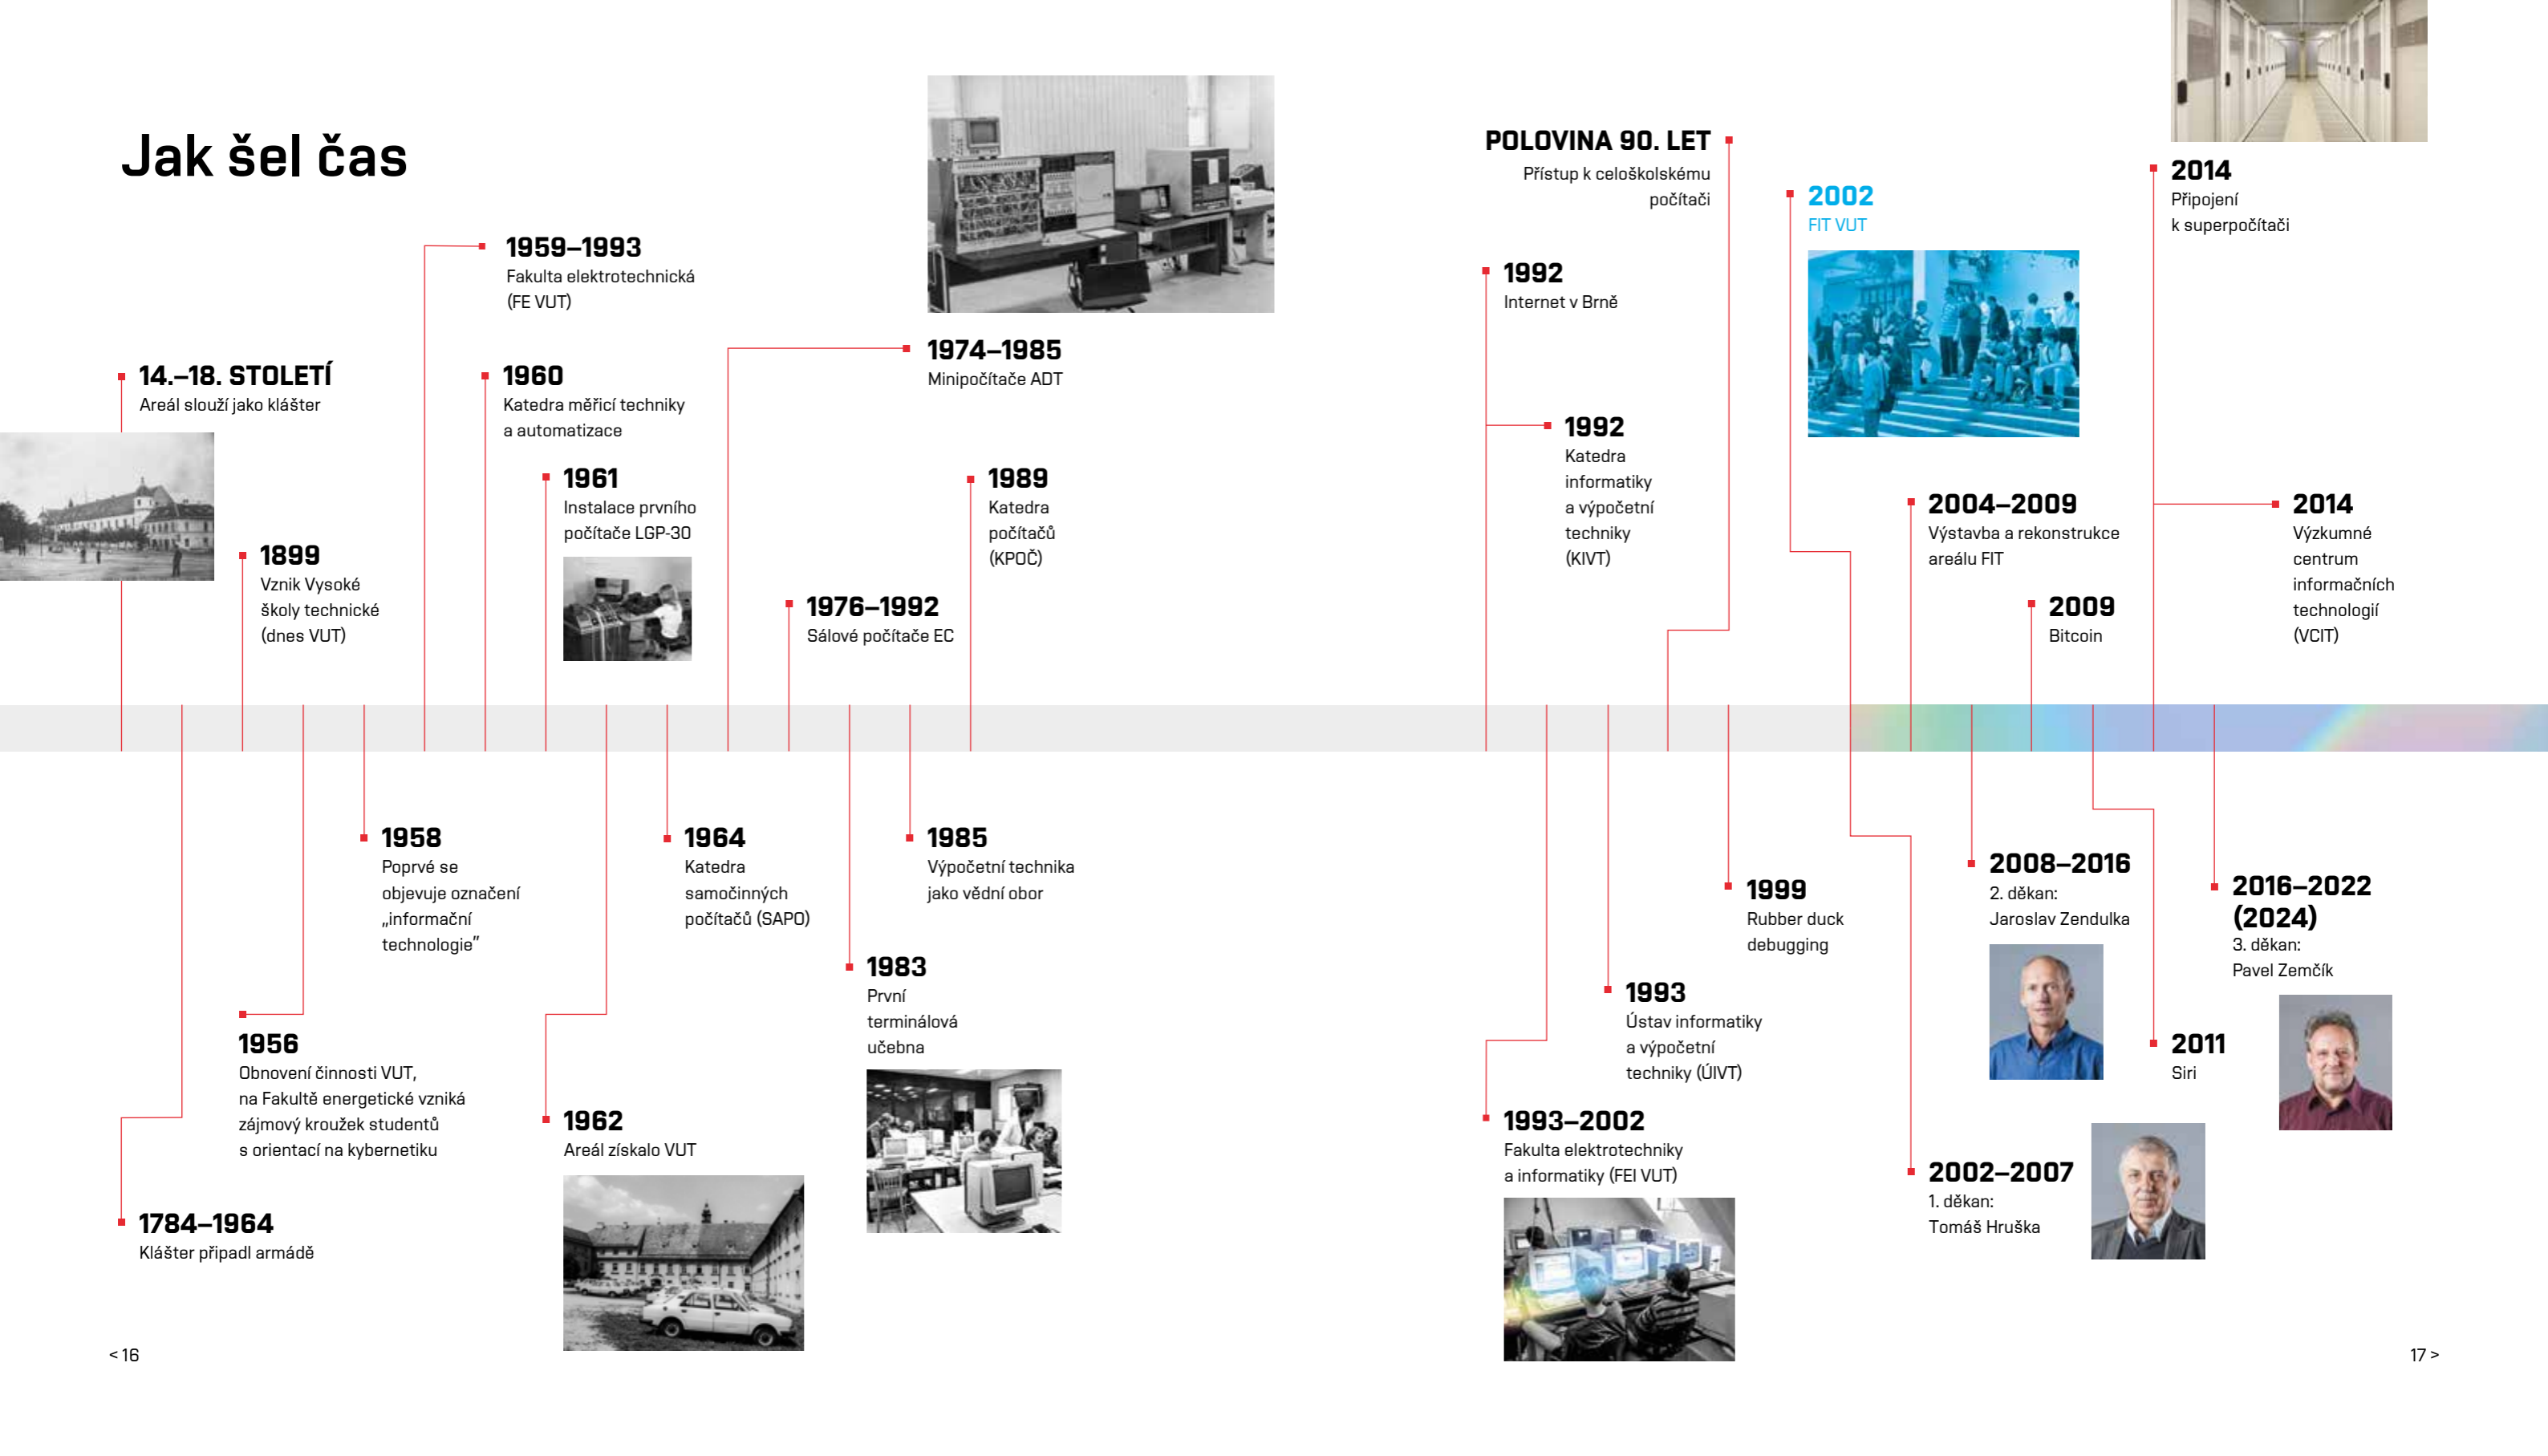 Jak šel čas
14.–18. STOLETÍ
Areál slouží jako klášter
1899
Vznik Vysoké
školy technické
(dnes VUT)
1959–1993
Fakulta elektrotechnická
(FE VUT)
1960
Katedra měřicí techniky
a automatizace
1961
Instalace prvního
počítače LGP-30
1974–1985
Minipočítače ADT
1976–1992
Sálové počítače EC
1989
Katedra
počítačů
(KPOČ)
1784–1964
Klášter připadl armádě
1956
Obnovení činnosti VUT,
na Fakultě energetické vzniká
zájmový kroužek studentů
s orientací na kybernetiku
1958
Poprvé se
objevuje označení
„informační
technologie“
1962
Areál získalo VUT
1964
Katedra
samočinných
počítačů (SAPO)
1983
První
terminálová
učebna
1985
Výpočetní technika
jako vědní obor
< 16
POLOVINA 90. LET
Přístup k celoškolskému
počítači
1992
Internet v Brně
1992
Katedra
informatiky
a výpočetní
techniky
(KIVT)
2002
FIT VUT
2004–2009
Výstavba a rekonstrukce
areálu FIT
2009
Bitcoin
2014
Připojení
k superpočítači
2014
Výzkumné
centrum
informačních
technologií
(VCIT)
1993–2002
Fakulta elektrotechniky
a informatiky (FEI VUT)
1993
Ústav informatiky
a výpočetní
techniky (ÚIVT)
1999
Rubber duck
debugging
2002–2007
1. děkan:
Tomáš Hruška
2008–2016
2. děkan:
Jaroslav Zendulka
2011
Siri
2016–2022
(2024)
3. děkan:
Pavel Zemčík
17 >